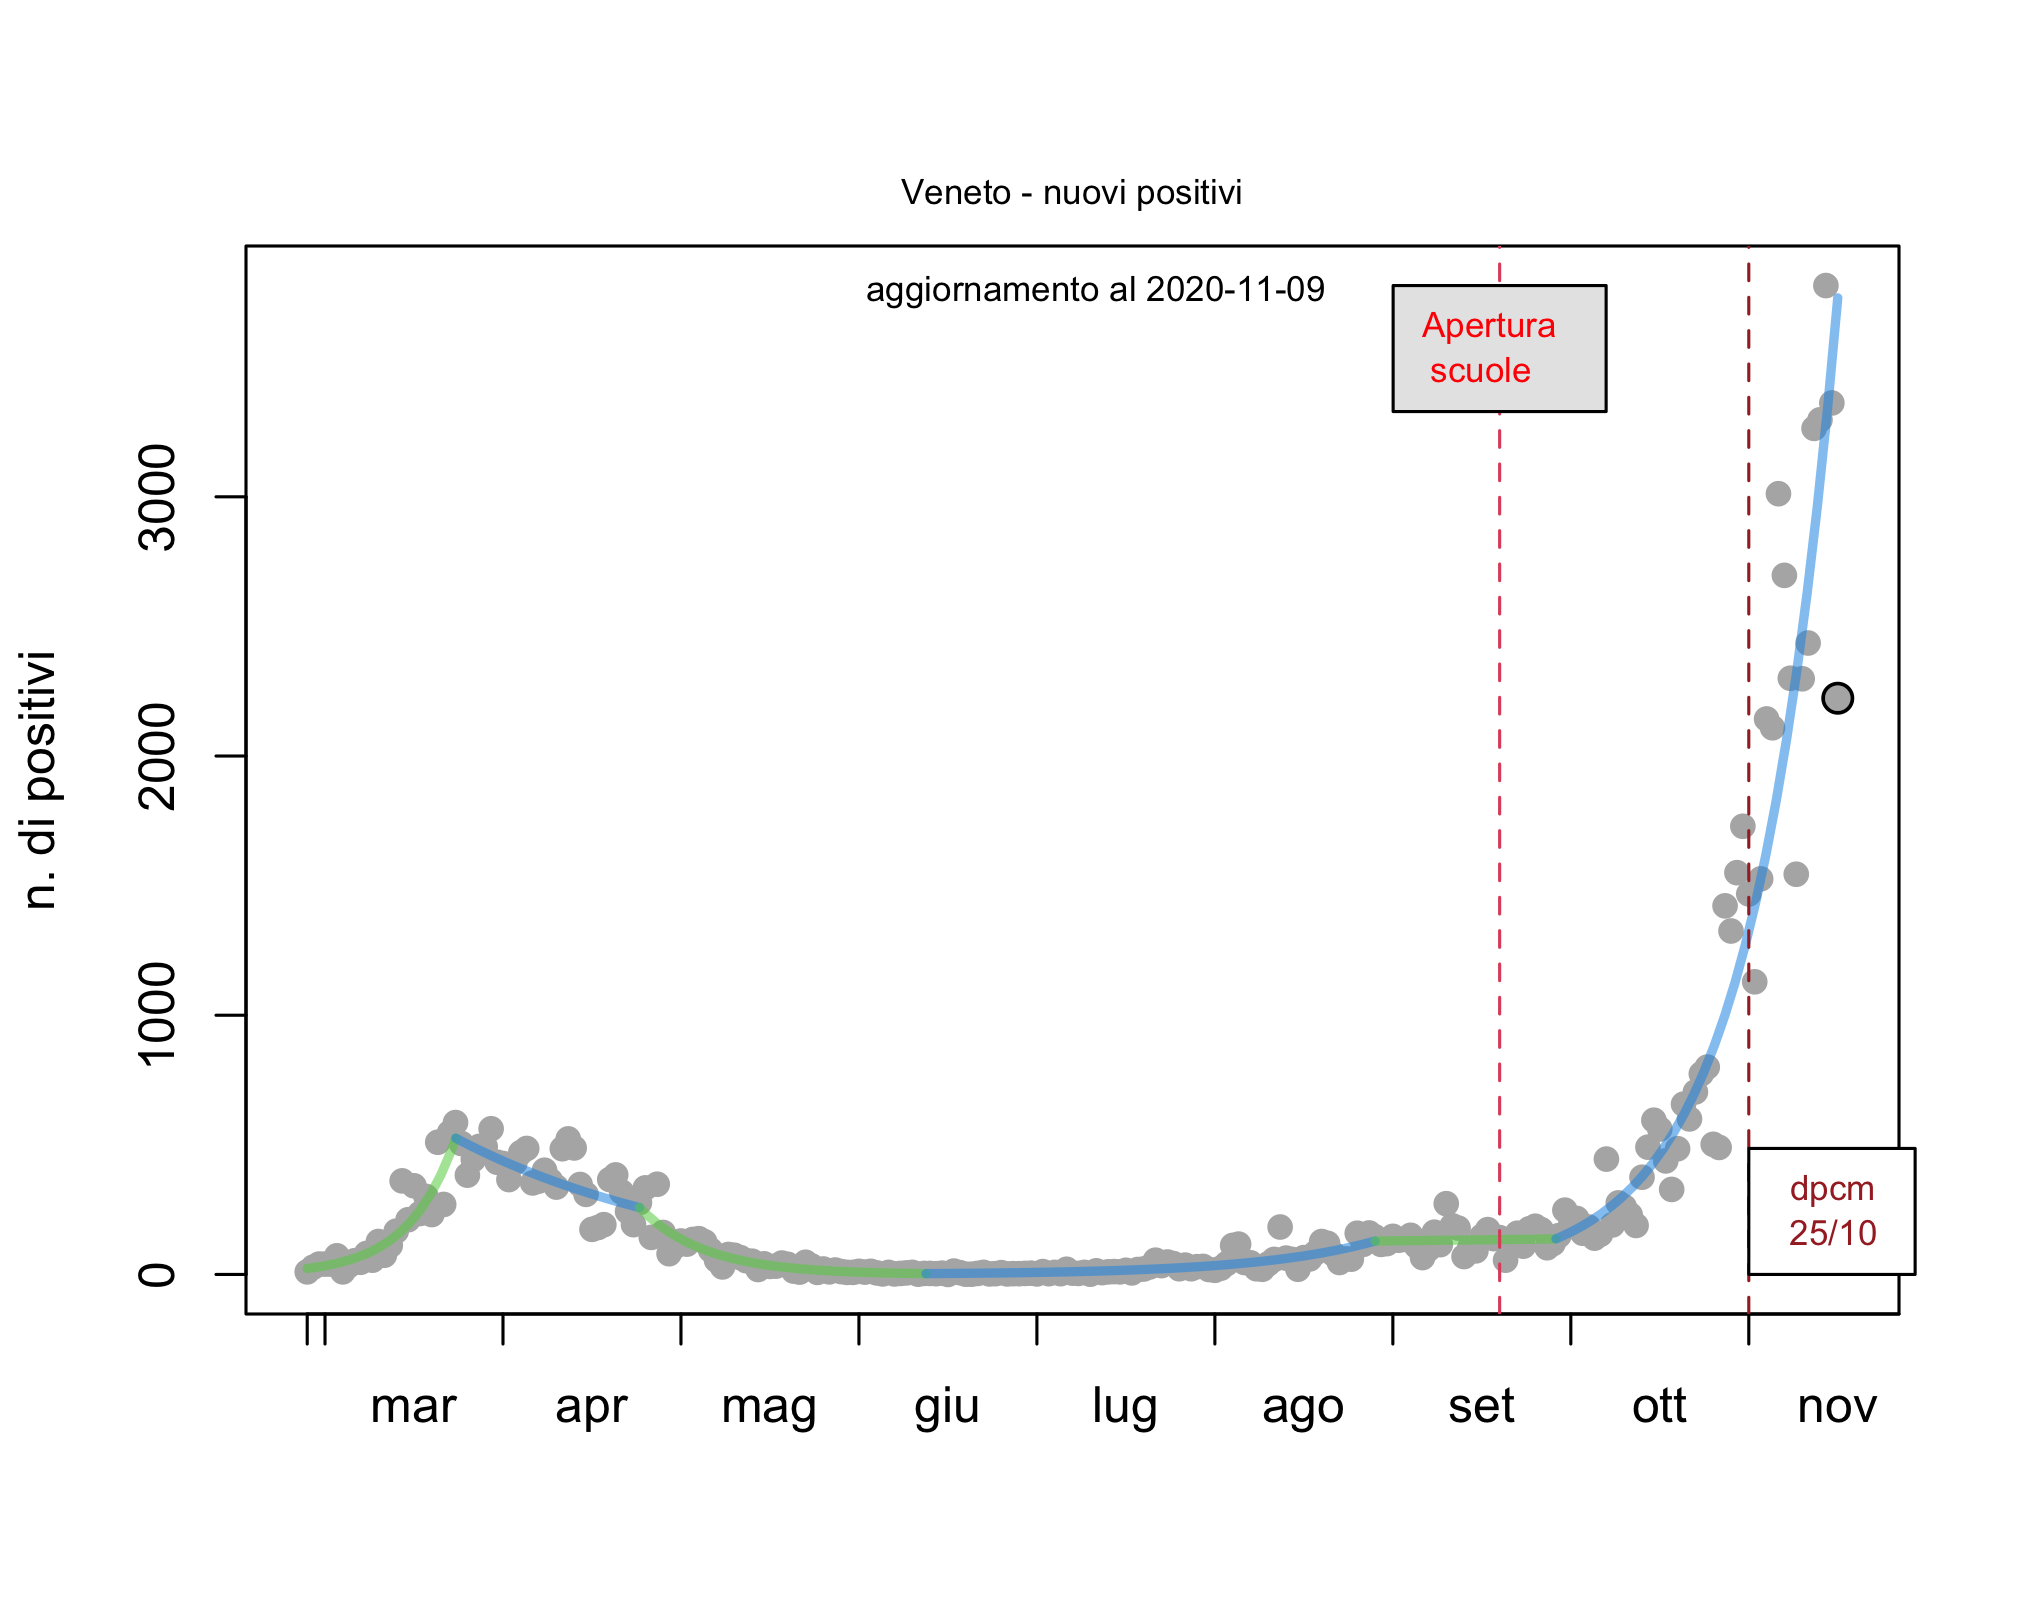 Veneto - nuovi positivi
aggiornamento al 2020-11-09
Apertura
scuole
3000
2000
1000
0
n. di positivi
dpcm
25/10
mar apr mag giu lug ago set ott nov